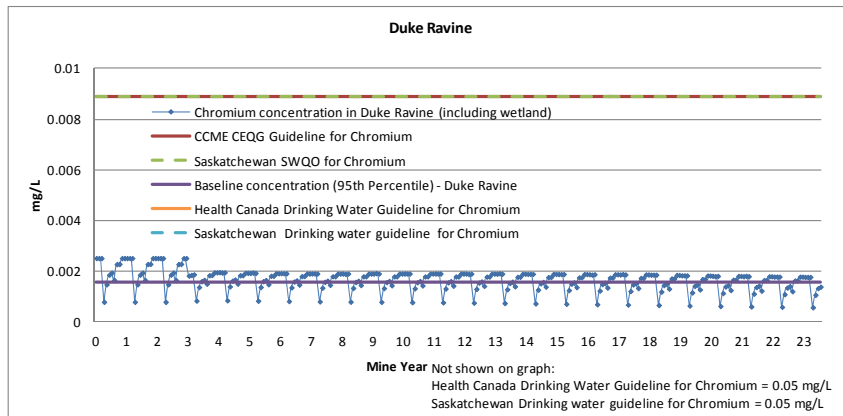 Duke Ravine
0.01
0.008
0.006
0.004
0.002
0
mg/L
Chromium concentration in Duke Ravine (including wetland)
CCME CEQG Guideline for Chromium
Saskatchewan SWQO for Chromium
Baseline concentration (95th Percentile) - Duke Ravine
Health Canada Drinking Water Guideline for Chromium
Saskatchewan Drinking water guideline for Chromium
0 1 2 3 4 5 6 7 8 9 10 11 12 13 14 15 16 17 18 19 20 21 22 23
Mine Year
Not shown on graph:
Health Canada Drinking Water Guideline for Chromium = 0.05 mg/L
Saskatchewan Drinking water guideline for Chromium = 0.05 mg/L